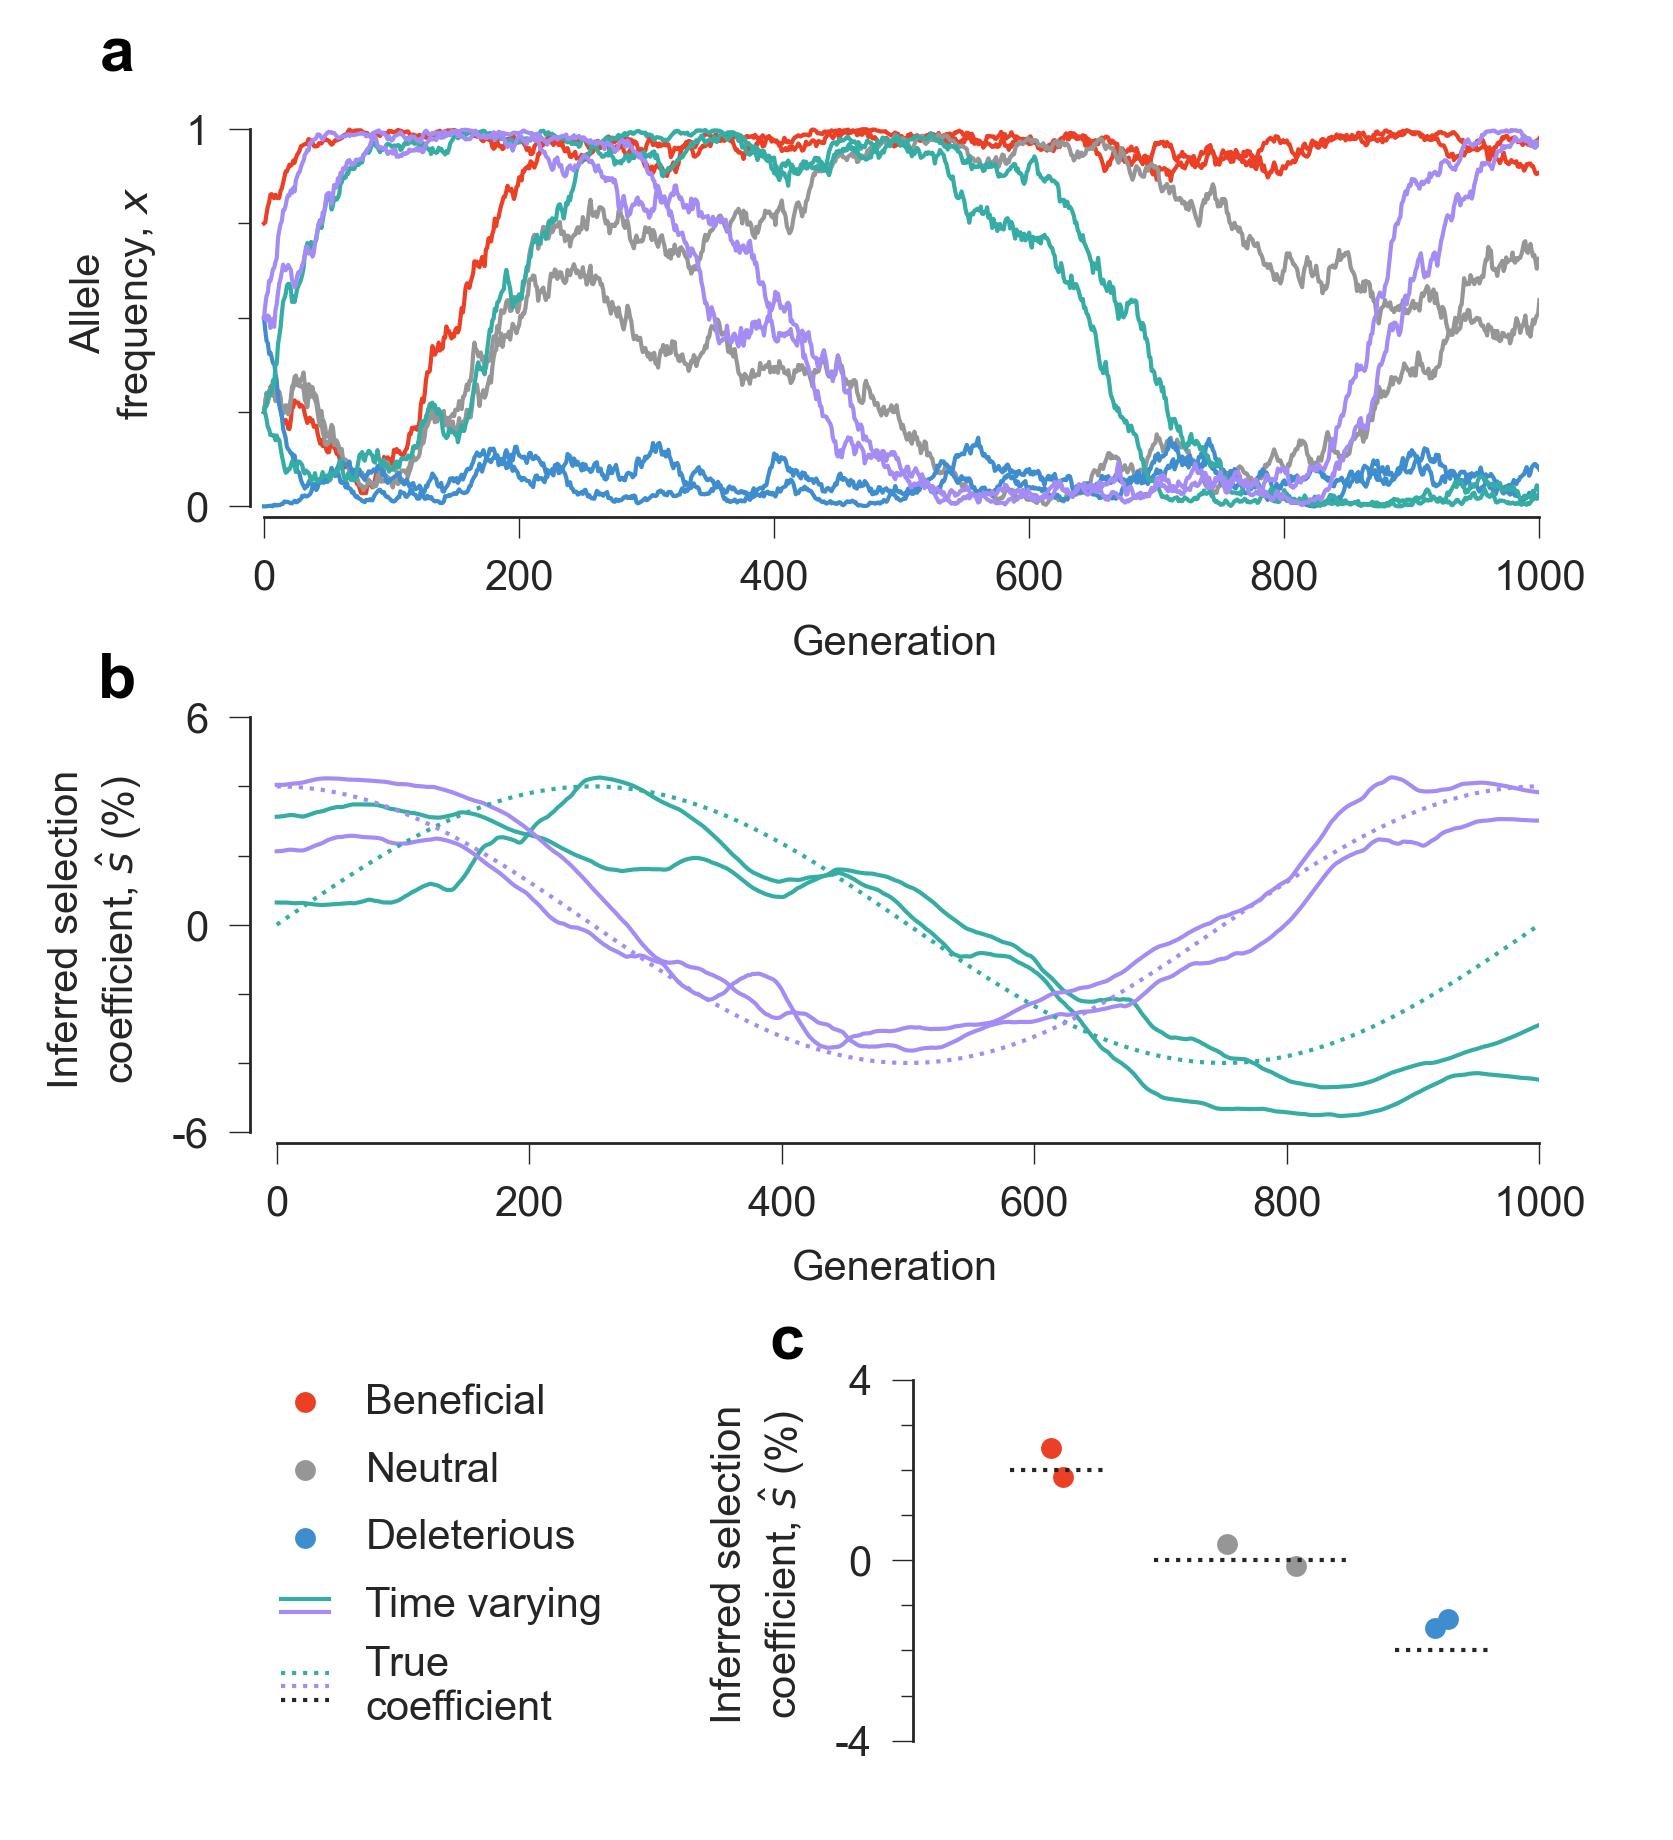 a
1
0
Allele
frequency, x
0 200 400 600 800 1000
Generation
b
6
0
-6
Inferred selection
coefficient, ŝ (%)
0 200 400 600 800 1000
Generation
Beneficial
Neutral
Deleterious
Time varying
True
coefficient
c
4
0
-4
Inferred selection
coefficient, ŝ (%)